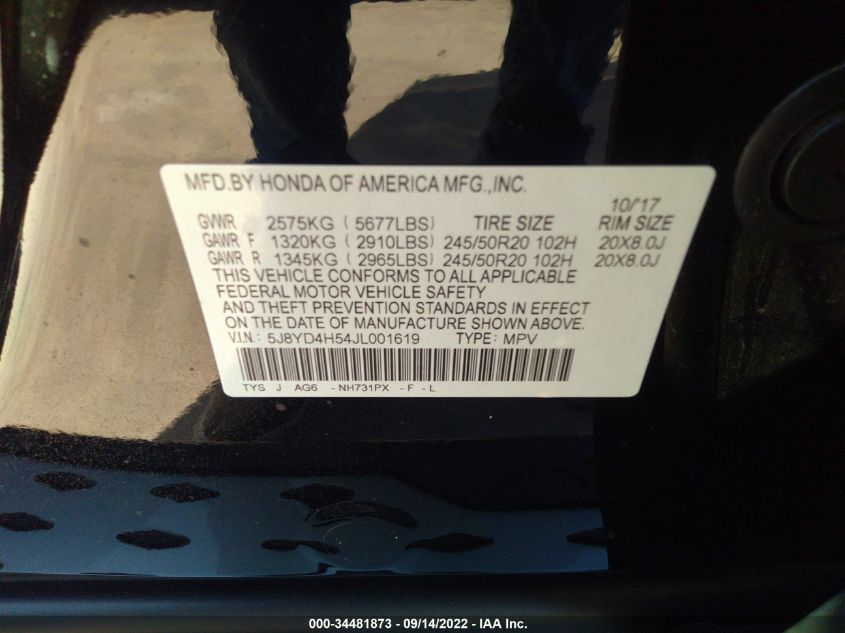 MFD.BY HONDA OF AMERICA MFG.,INC.
10/'17
GVWR 2575KG ( 5677LBS) TIRE SIZE RIM SIZE
GAWR F 1320KG ( 2910LBS) 245/50R20 102H 20X8.0J
GAWR R 1345KG ( 2965LBS) 245/50R20 102H 20X8.0J
THIS VEHICLE CONFORMS TO ALL APPLICABLE
FEDERAL MOTOR VEHICLE SAFETY
AND THEFT PREVENTION STANDARDS IN EFFECT
ON THE DATE OF MANUFACTURE SHOWN ABOVE.
V.I.N: 5J8YD4H54JL001619 TYPE: MPV
TYS J AG6 - NH731PX - F - L
000-34481873 - 09/14/2022 - IAA Inc.